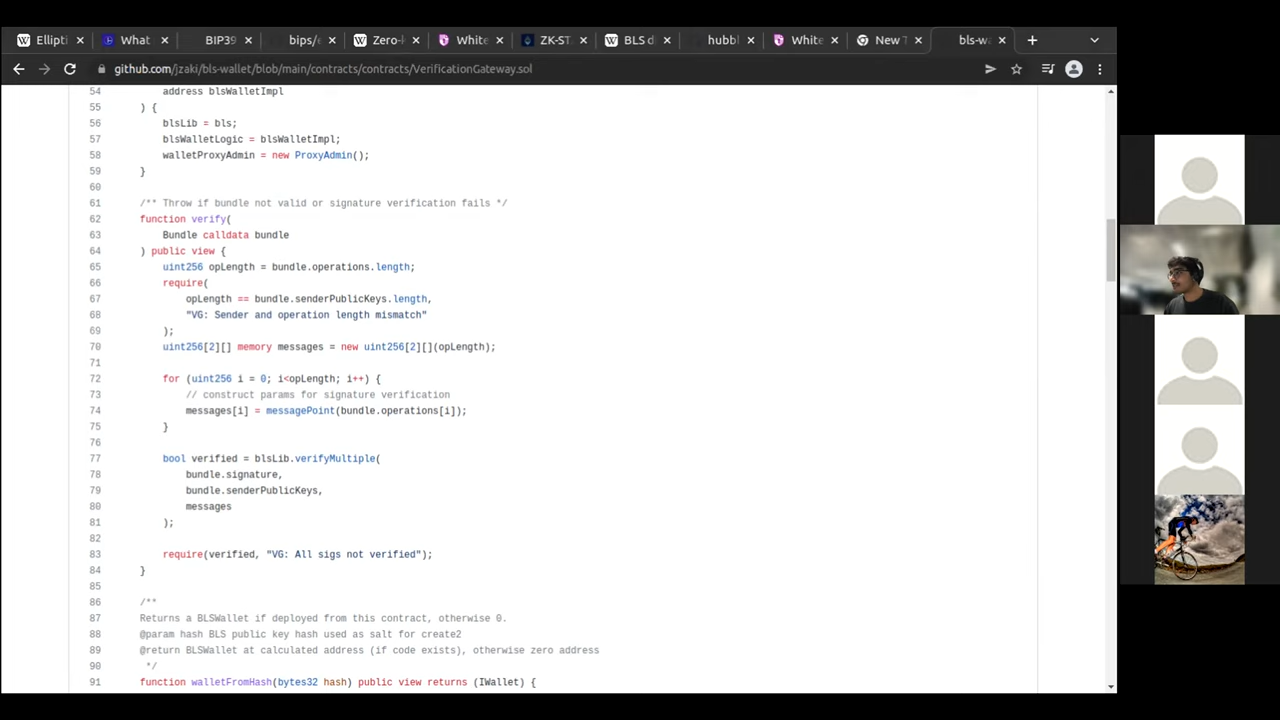 Ellipti
What
BIP39
bips/e
Zero-k
White
ZK-ST
BLS d
hubbl
White
New T
bls-wa
github.com/jzaki/bls-wallet/blob/main/contracts/contracts/VerificationGateway.sol
54 address blsWalletImpl
55 ) {
56 blsLib = bls;
57 blsWalletLogic = blsWalletImpl;
58 walletProxyAdmin = new ProxyAdmin();
59 }
60
61 /** Throw if bundle not valid or signature verification fails */
62 function verify(
63 Bundle calldata bundle
64 ) public view {
65 uint256 opLength = bundle.operations.length;
66 require(
67 opLength == bundle.senderPublicKeys.length,
68 "VG: Sender and operation length mismatch"
69 );
70 uint256[2][] memory messages = new uint256[2][](opLength);
71
72 for (uint256 i = 0; i<opLength; i++) {
73 // construct params for signature verification
74 messages[i] = messagePoint(bundle.operations[i]);
75 }
76
77 bool verified = blsLib.verifyMultiple(
78 bundle.signature,
79 bundle.senderPublicKeys,
80 messages
81 );
82
83 require(verified, "VG: All sigs not verified");
84 }
85
86 /**
87 Returns a BLSWallet if deployed from this contract, otherwise 0.
88 @param hash BLS public key hash used as salt for create2
89 @return BLSWallet at calculated address (if code exists), otherwise zero address
90 */
91 function walletFromHash(bytes32 hash) public view returns (IWallet) {